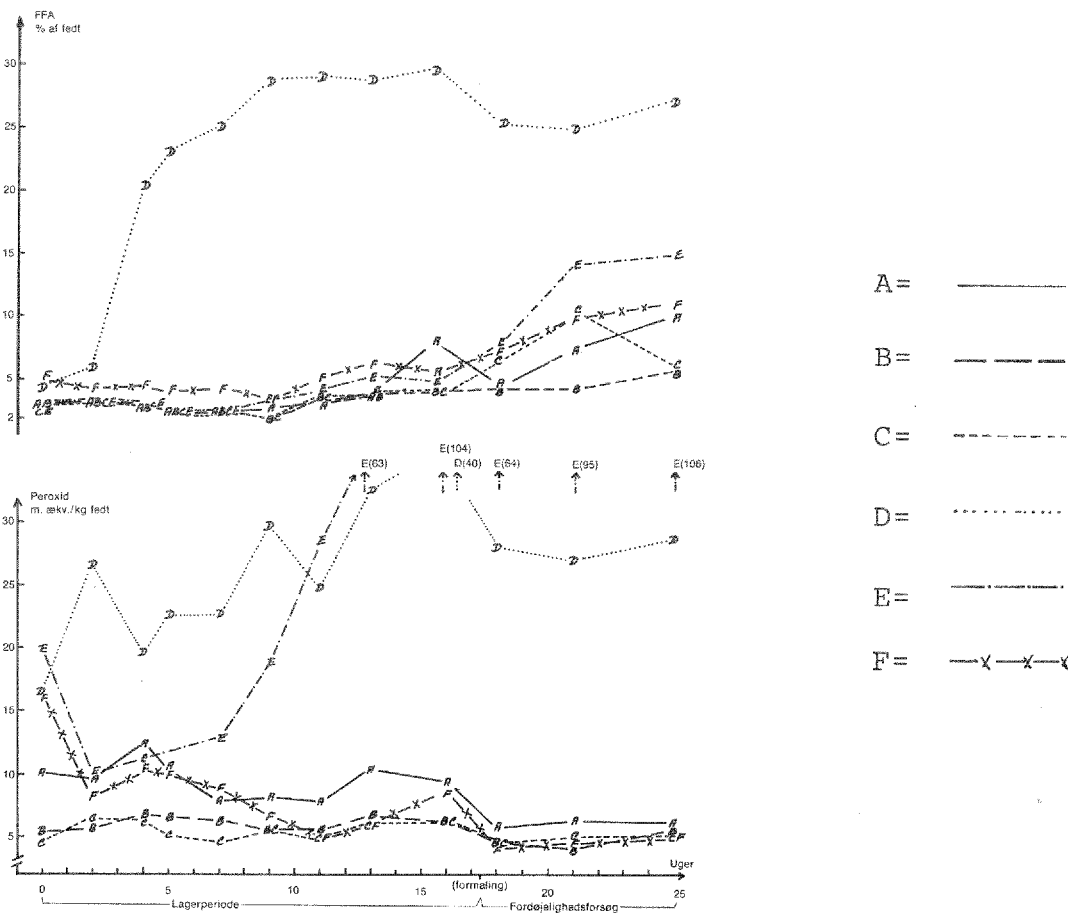 FFA
% af fedt
30
25
20
15
10
5
2
E(63)
E(104)
D(40)
E(64)
E(95)
E(106)
Peroxid
m. ækv./kg fedt
30
25
20
15
10
5
0 5 10 15 20 25
Uger
(formaling)
Lagerperiode
Fordøjelighedsforsøg
A=
B=
C=
D=
E=
F=